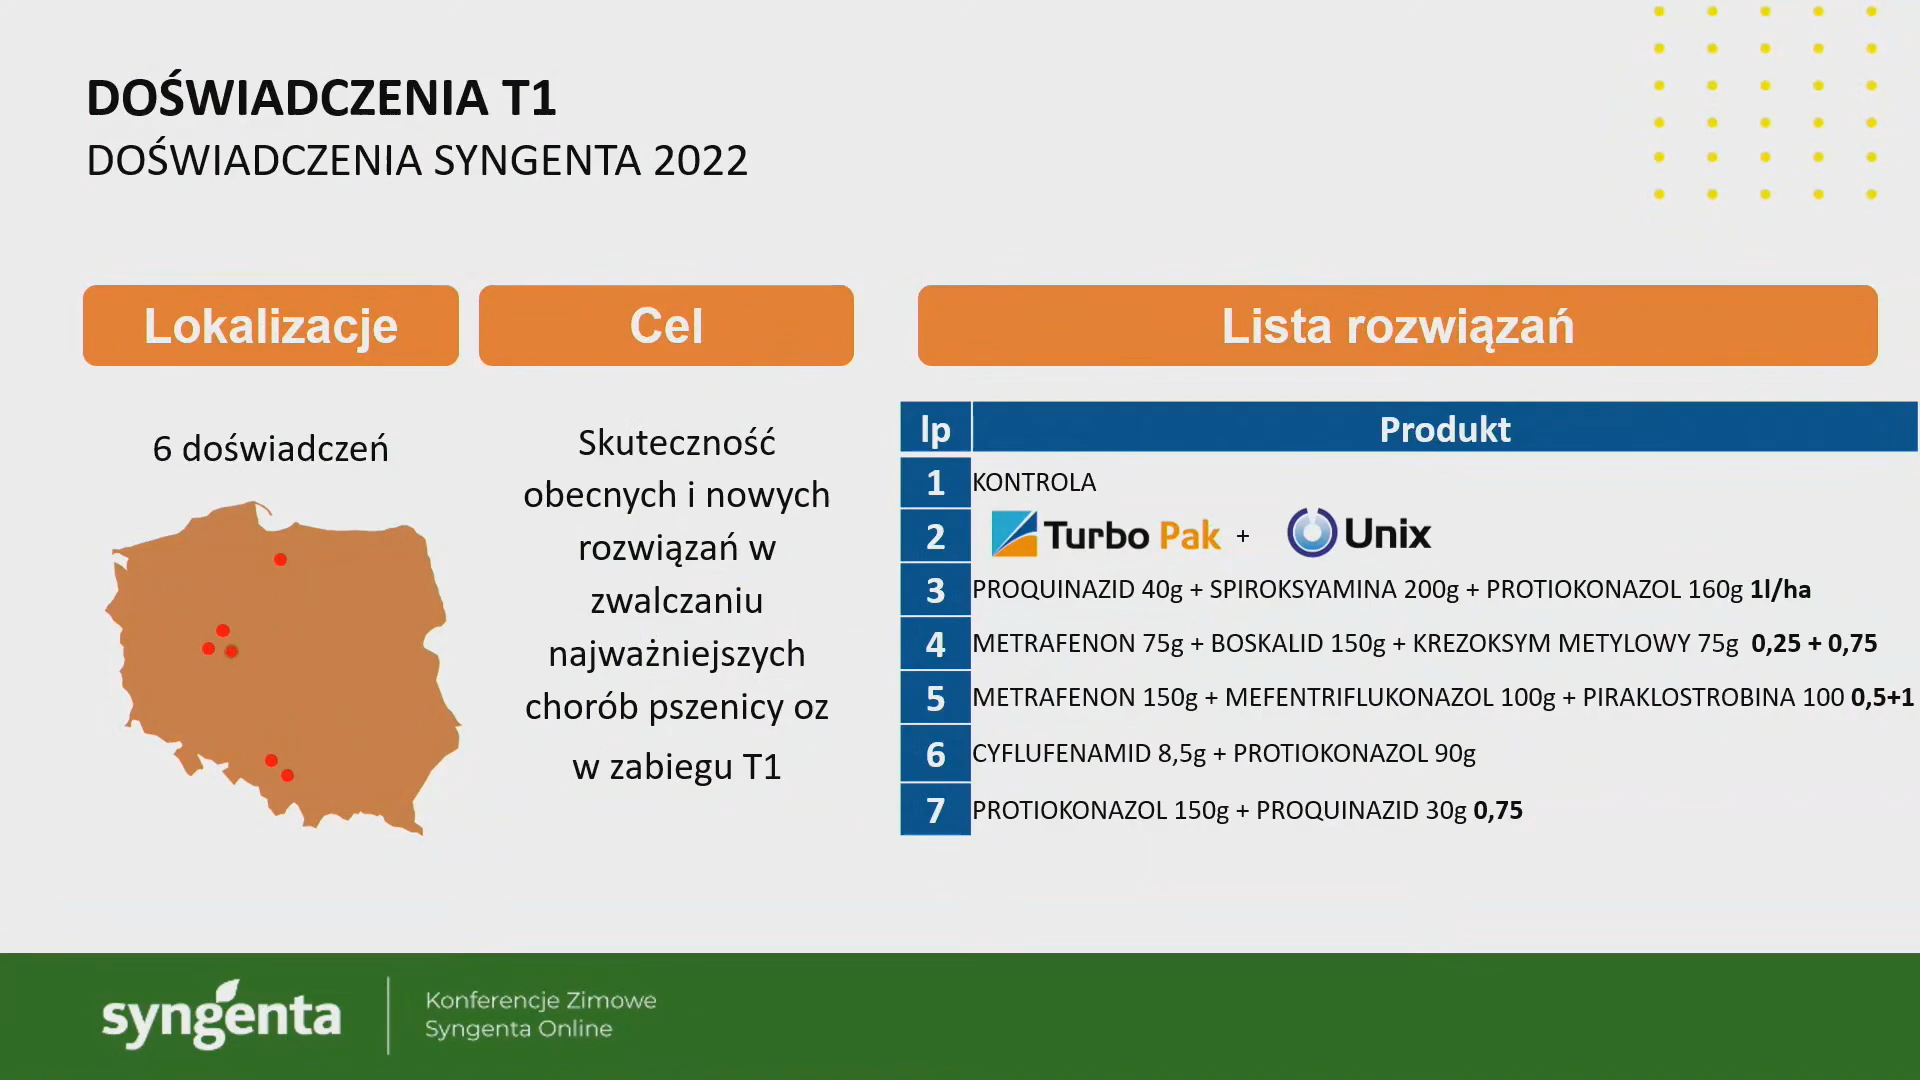 DOŚWIADCZENIA T1
DOŚWIADCZENIA SYNGENTA 2022
Lokalizacje
Cel
Lista rozwiązań
6 doświadczeń
Skuteczność
obecnych i nowych
rozwiązań w
zwalczaniu
najważniejszych
chorób pszenicy oz
w zabiegu T1
lp Produkt
1 KONTROLA
2 Turbo Pak + Unix
3 PROQUINAZID 40g + SPIROKSYAMINA 200g + PROTIOKONAZOL 160g 1l/ha
4 METRAFENON 75g + BOSKALID 150g + KREZOKSYM METYLOWY 75g 0,25 + 0,75
5 METRAFENON 150g + MEFENTRIFLUKONAZOL 100g + PIRAKLOSTROBINA 100 0,5+1
6 CYFLUFENAMID 8,5g + PROTIOKONAZOL 90g
7 PROTIOKONAZOL 150g + PROQUINAZID 30g 0,75
syngenta
Konferencje Zimowe
Syngenta Online